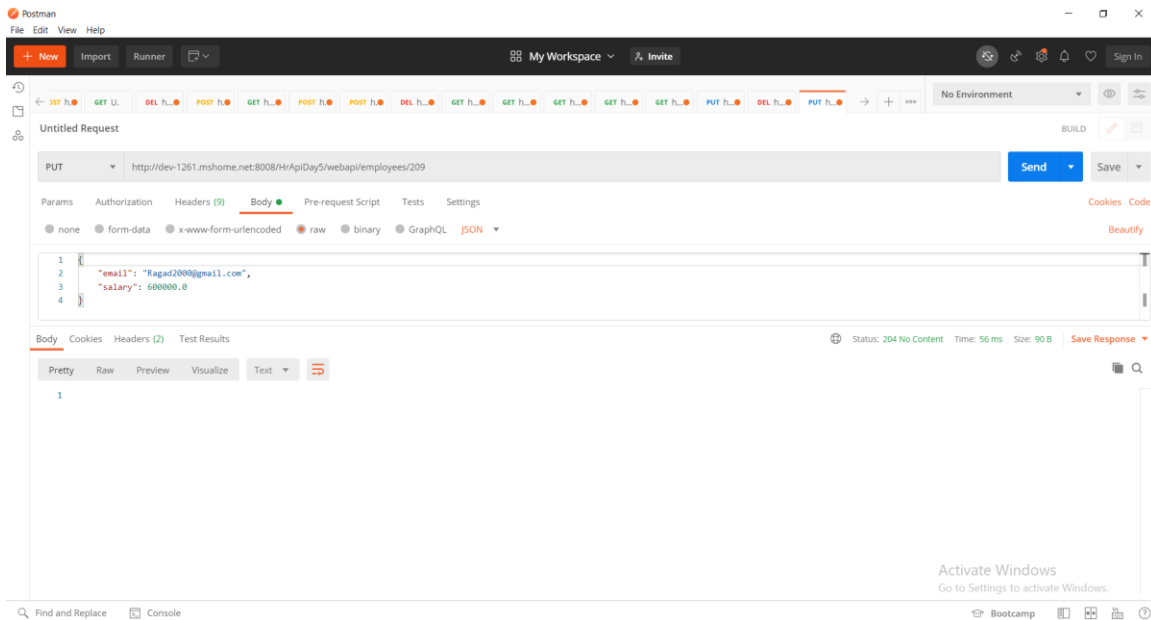 Postman
File Edit View Help
+ New Import Runner My Workspace Invite Sign In
← OST h. GET U. DEL h... POST h. GET h... POST h. POST h. DEL h... GET h... GET h... GET h... GET h... GET h... PUT h... DEL h... PUT h... → + ooo No Environment
Untitled Request BUILD
PUT http://dev-1261.mshome.net:8008/HrApiDay5/webapi/employees/209 Send Save
Params Authorization Headers (9) Body Pre-request Script Tests Settings Cookies Code
none form-data x-www-form-urlencoded raw binary GraphQL JSON Beautify
1 {
2 "email": "Ragad2000@gmail.com",
3 "salary": 600000.0
4 }
Body Cookies Headers (2) Test Results Status: 204 No Content Time: 56 ms Size: 90 B Save Response
Pretty Raw Preview Visualize Text
1
Activate Windows
Go to Settings to activate Windows.
Find and Replace Console Bootcamp